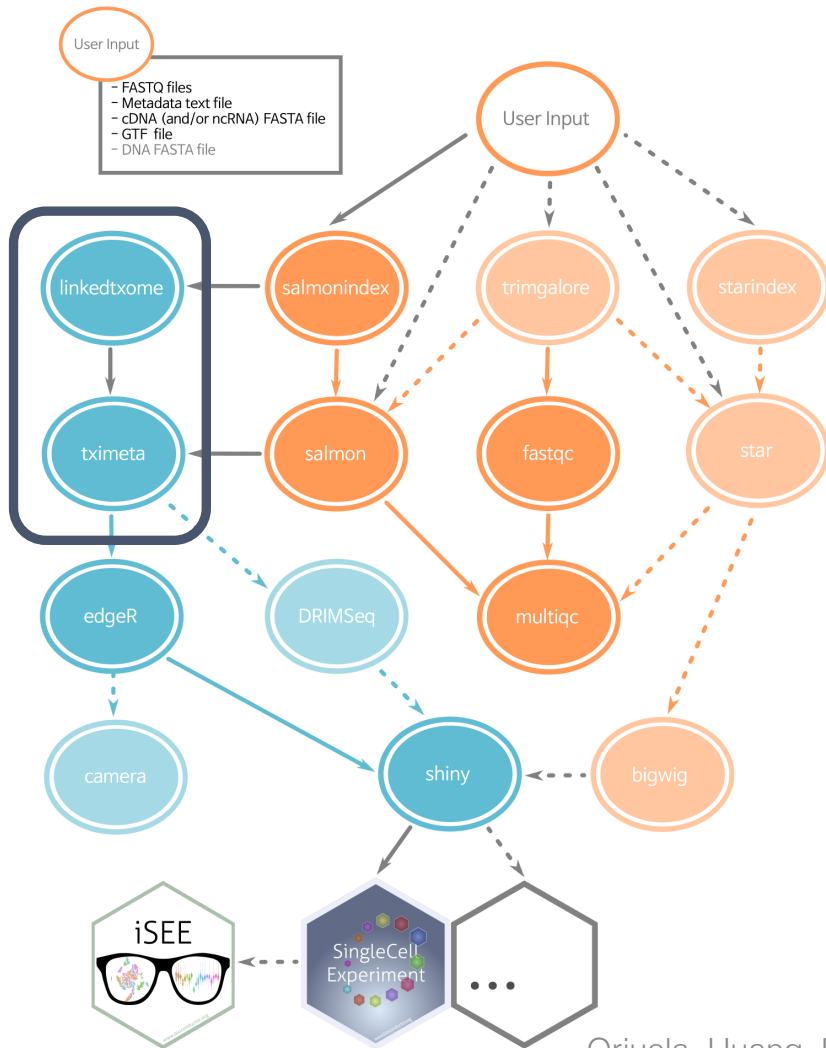 User Input
- FASTQ files
- Metadata text file
- cDNA (and/or ncRNA) FASTA file
- GTF file
- DNA FASTA file
User Input
linkedtxome
salmonindex
trimgalore
starindex
tximeta
salmon
fastqc
star
edgeR
DRIMSeq
multiqc
camera
shiny
bigwig
iSEE
SingleCell
Experiment
...